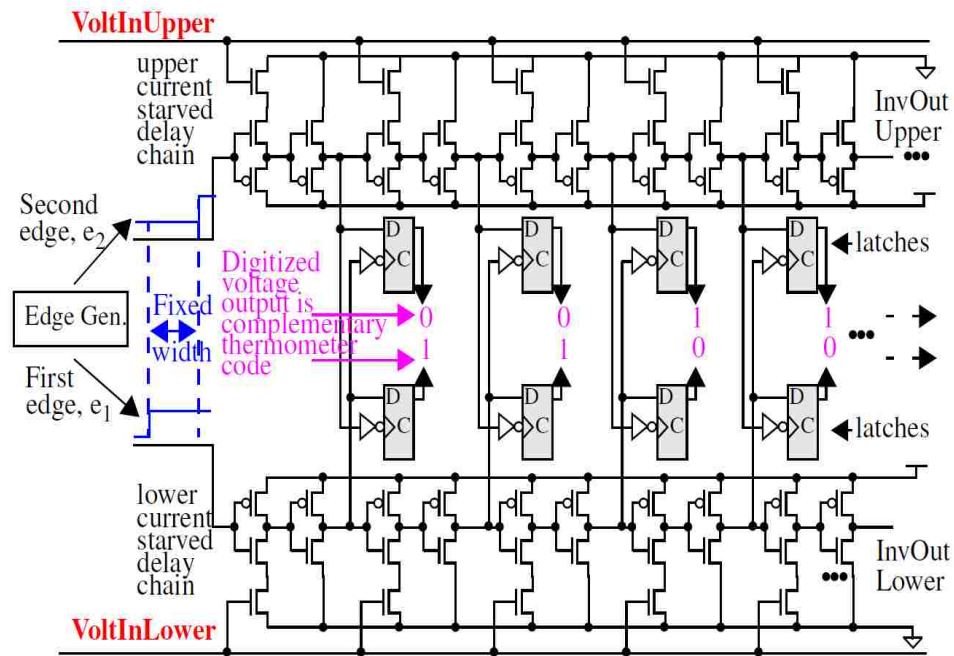 VoltInUpper
upper
current
starved
delay
chain
InvOut
Upper
Second
edge, e2
Edge Gen.
Fixed
width
First
edge, e1
Digitized
voltage
output is
complementary
thermometer
code
D
C
D
C
D
C
D
C
latches
0
0
1
1
1
1
0
0
D
C
D
C
D
C
D
C
latches
lower
current
starved
delay
chain
InvOut
Lower
VoltInLower